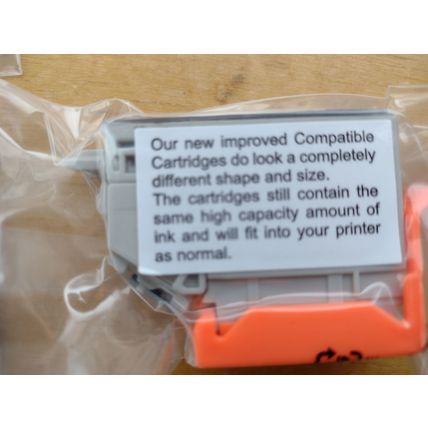 Our new improved Compatible
Cartridges do look a completely
different shape and size.
The cartridges still contain the
same high capacity amount of
ink and will fit into your printer
as normal.